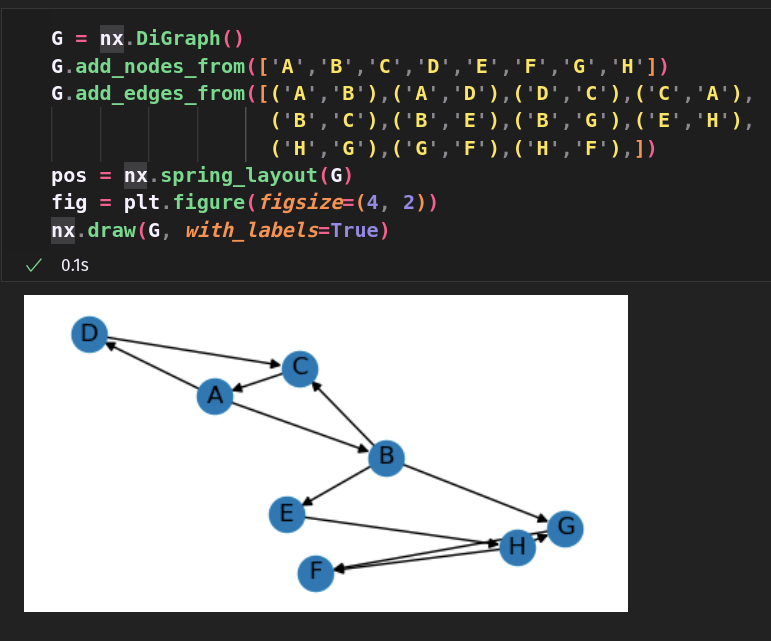 G = nx.DiGraph()
G.add_nodes_from(['A','B','C','D','E','F','G','H'])
G.add_edges_from([('A','B'),('A','D'),('D','C'),('C','A'),
('B','C'),('B','E'),('B','G'),('E','H'),
('H','G'),('G','F'),('H','F'),])
pos = nx.spring_layout(G)
fig = plt.figure(figsize=(4, 2))
nx.draw(G, with_labels=True)
0.1s
D
C
A
B
E
G
H
F